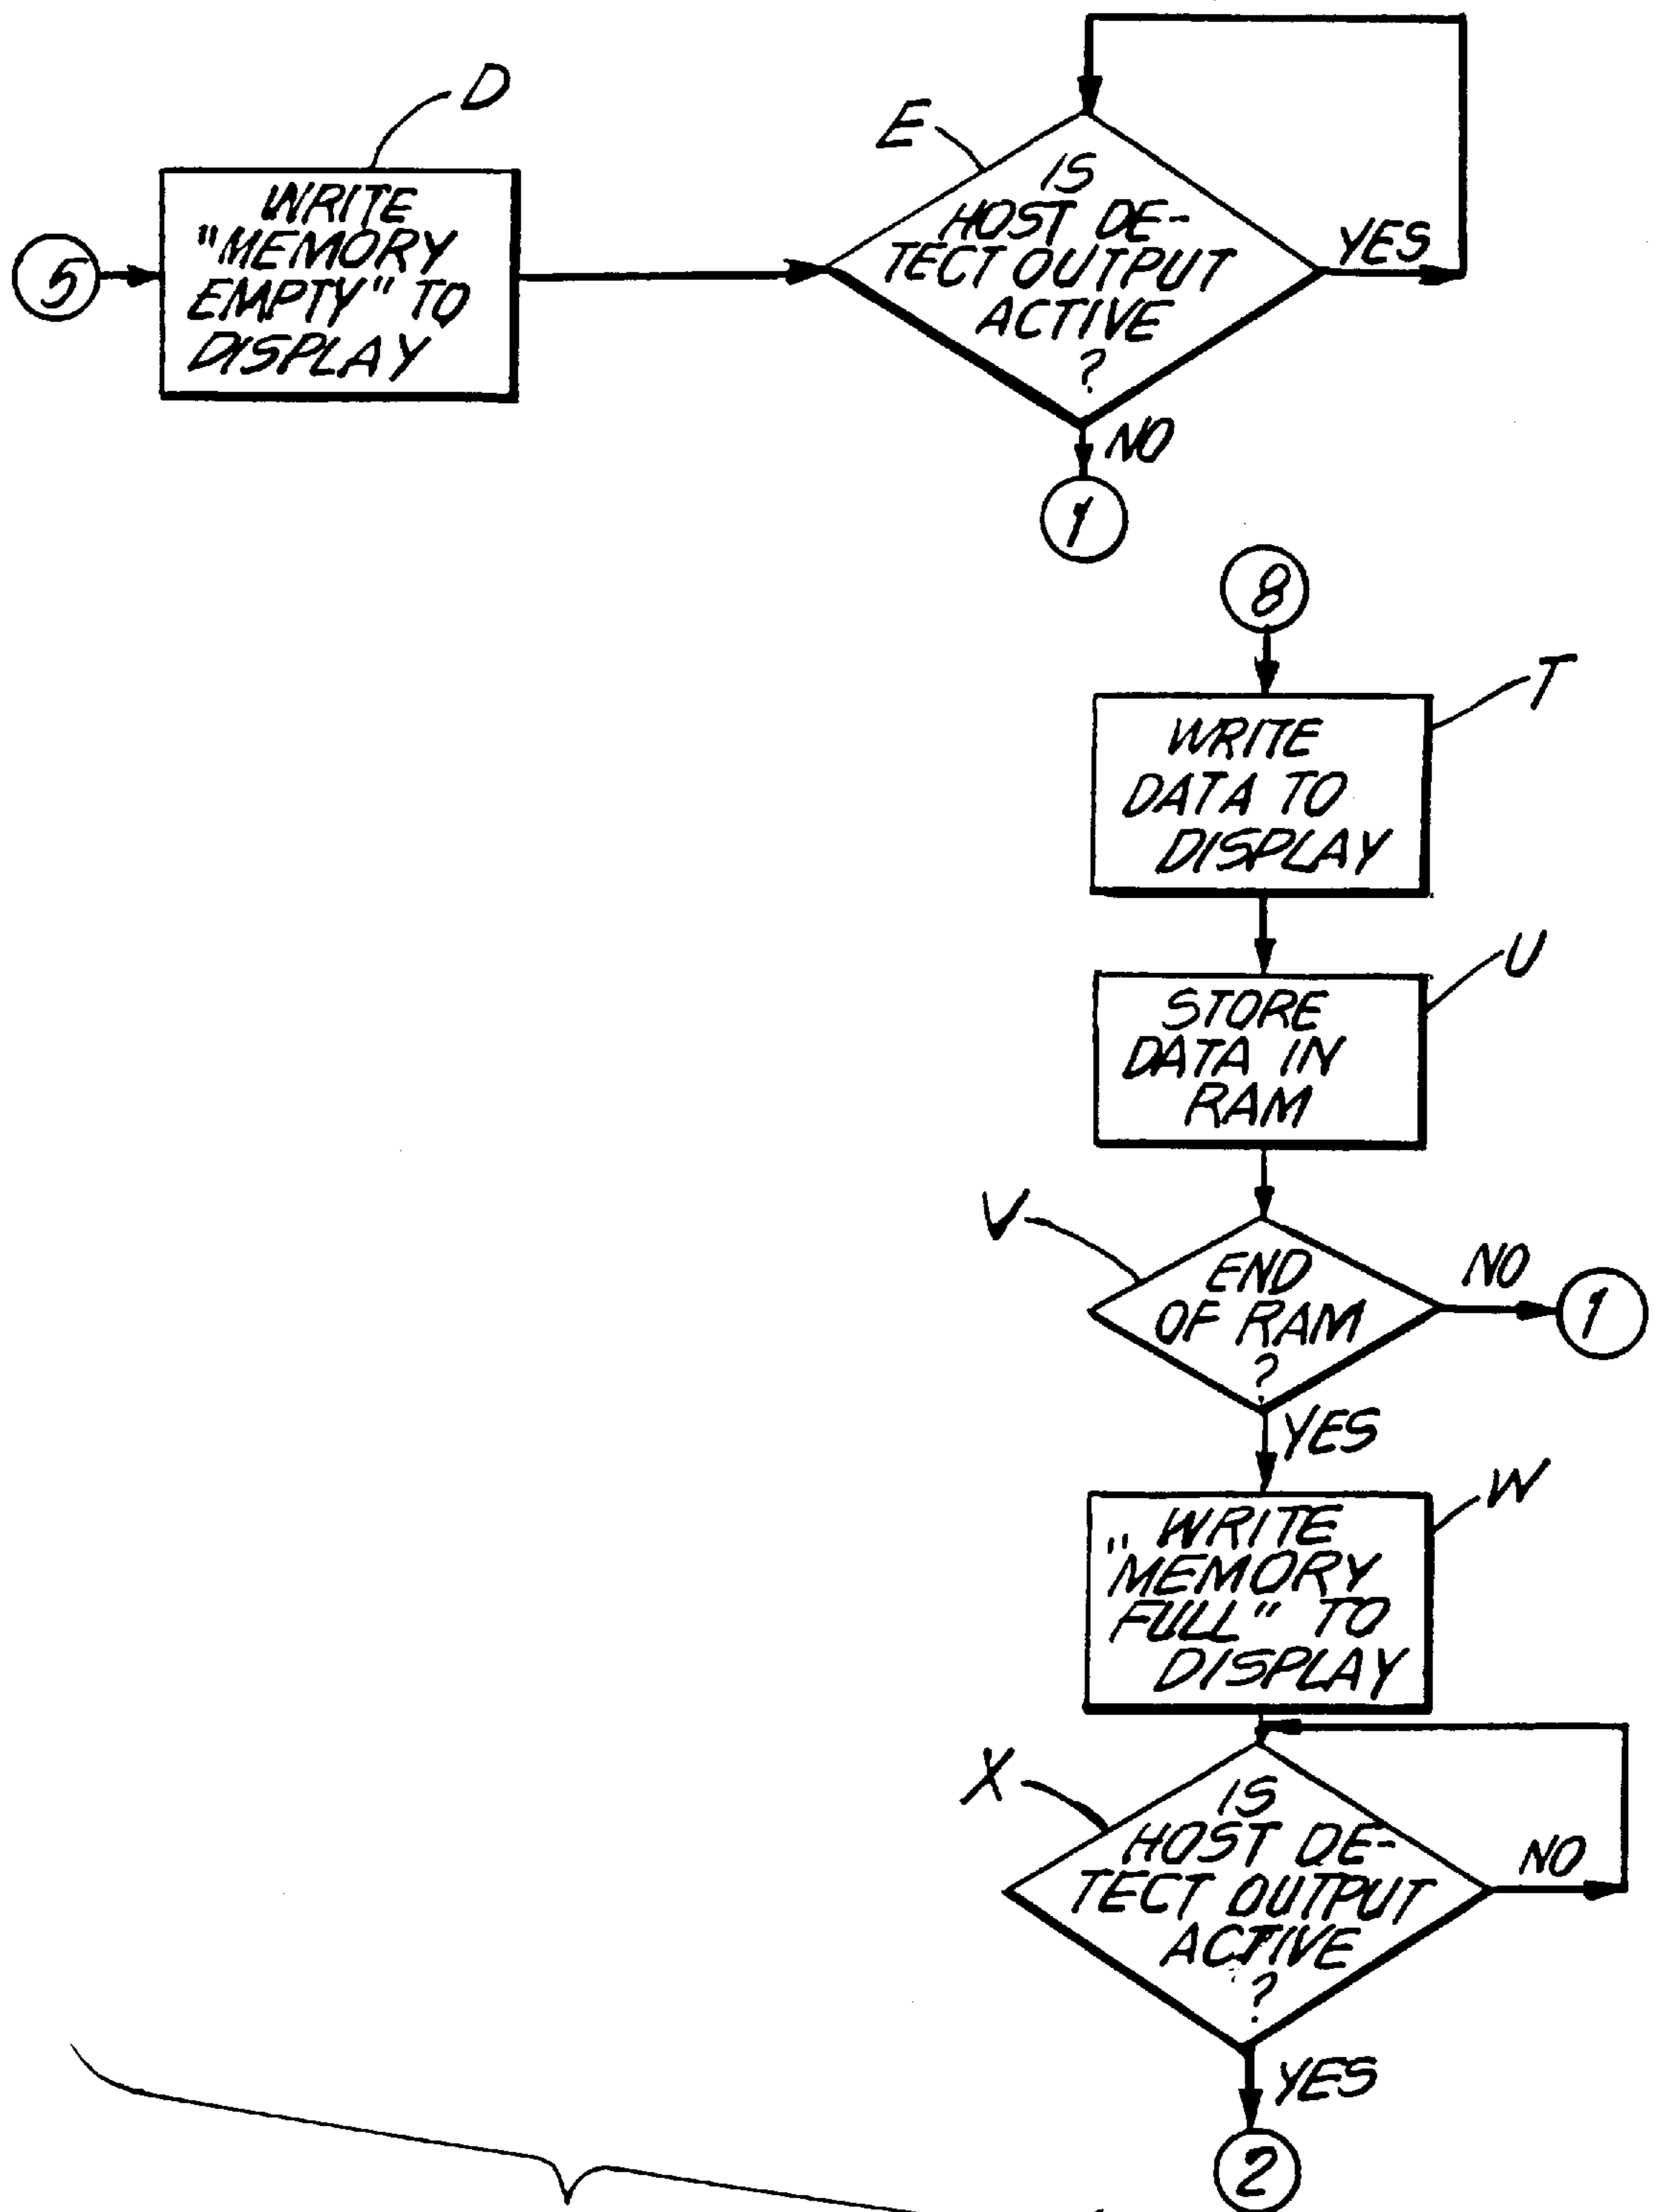 D
5
WRITE
"MEMORY
EMPTY" TO
DISPLAY
E
IS
HOST DE-
TECT OUTPUT
ACTIVE
?
YES
NO
1
8
T
WRITE
DATA TO
DISPLAY
U
STORE
DATA IN
RAM
V
END
OF RAM
?
NO
1
YES
W
WRITE
"MEMORY
FULL" TO
DISPLAY
X
IS
HOST DE-
TECT OUTPUT
ACTIVE
?
NO
YES
2